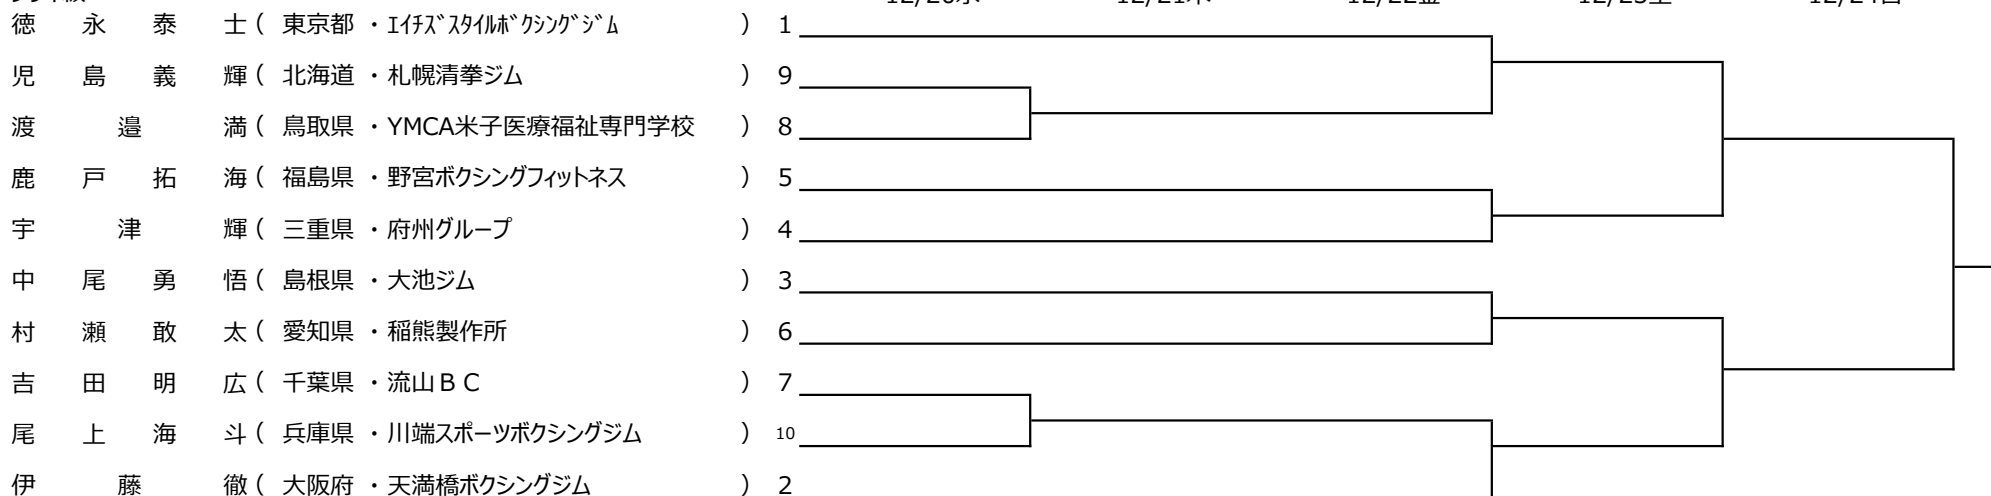 徳永泰士 ( 東京都 ・ｴｲﾁｽﾞｽﾀｲﾙﾎﾞｸｼﾝｸﾞｼﾞﾑ ) 1
児島義輝 ( 北海道 ・札幌清拳ジム ) 9
渡邉満 ( 鳥取県 ・YMCA米子医療福祉専門学校 ) 8
鹿戸拓海 ( 福島県 ・野宮ボクシングフィットネス ) 5
宇津輝 ( 三重県 ・府州グループ ) 4
中尾勇悟 ( 島根県 ・大池ジム ) 3
村瀬敢太 ( 愛知県 ・稲熊製作所 ) 6
吉田明広 ( 千葉県 ・流山ＢＣ ) 7
尾上海斗 ( 兵庫県 ・川端スポーツボクシングジム ) 10
伊藤徹 ( 大阪府 ・天満橋ボクシングジム ) 2